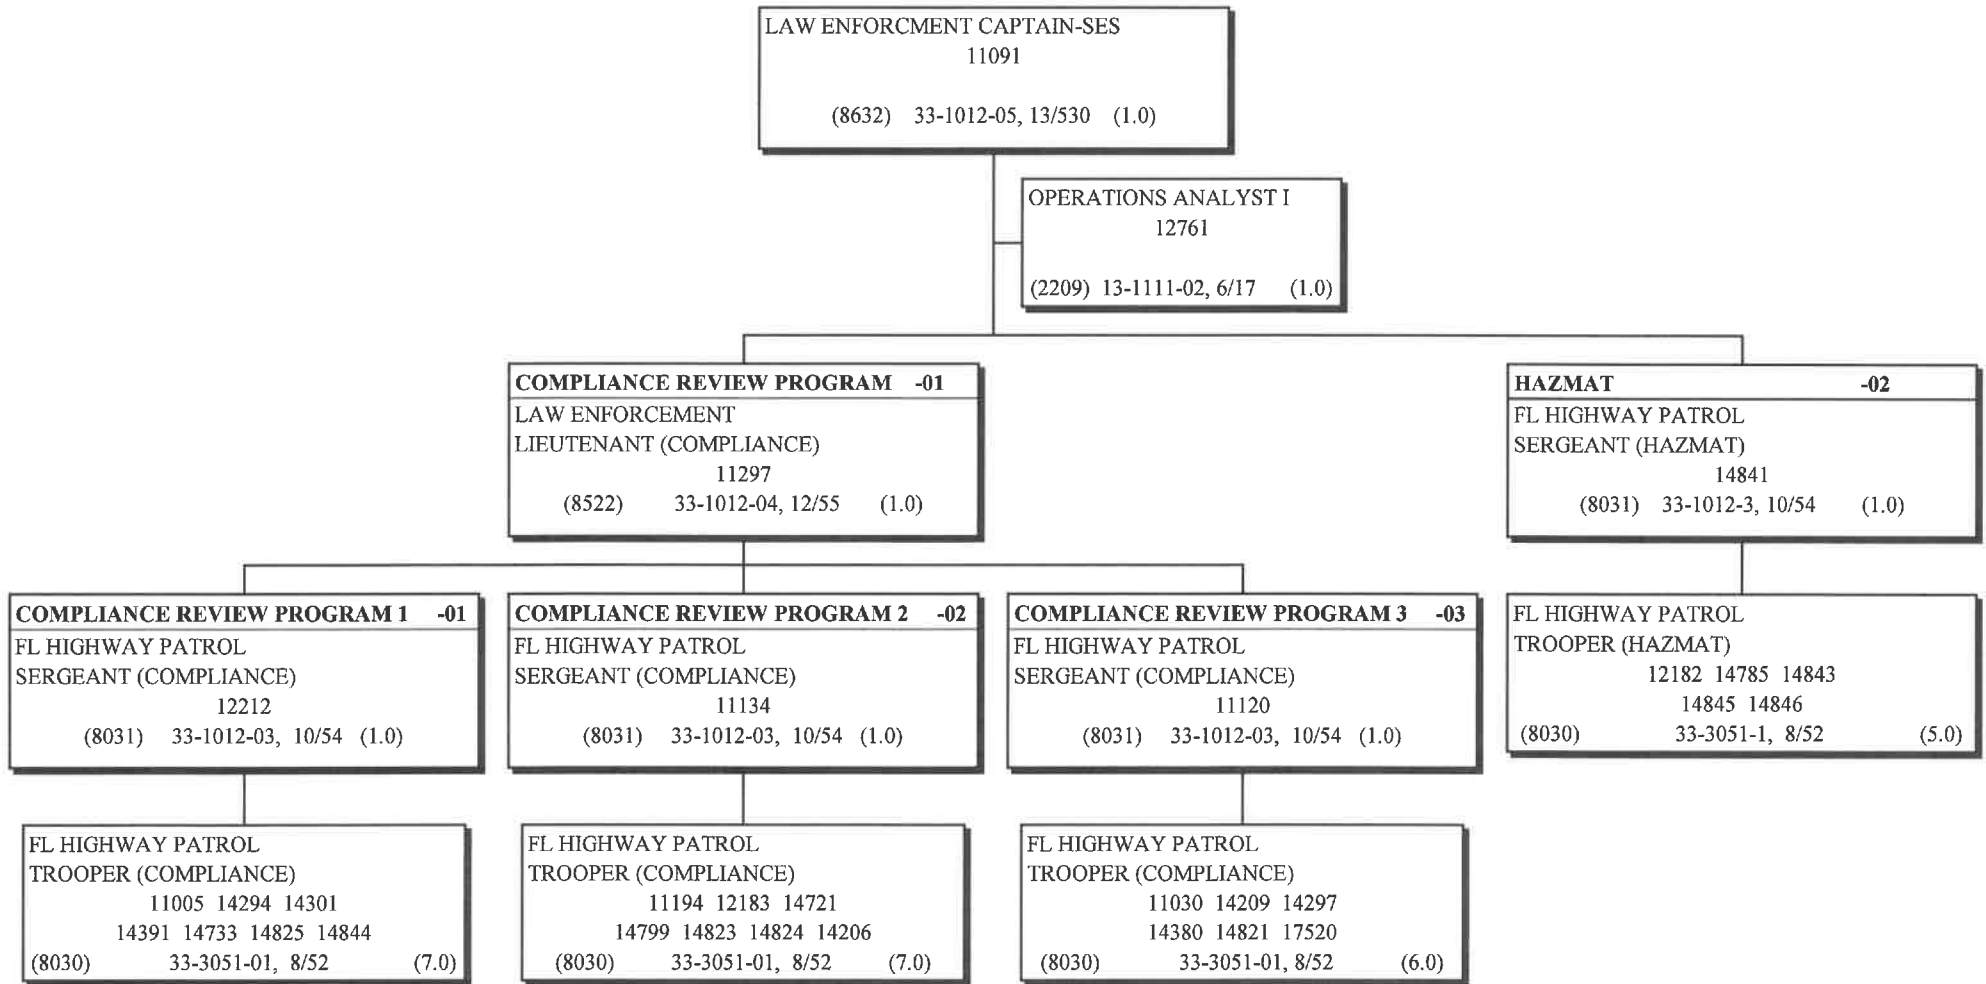 LAW ENFORCMENT CAPTAIN-SES
11091
(8632) 33-1012-05, 13/530 (1.0)
OPERATIONS ANALYST I
12761
(2209) 13-1111-02, 6/17 (1.0)
COMPLIANCE REVIEW PROGRAM -01
LAW ENFORCEMENT
LIEUTENANT (COMPLIANCE)
11297
(8522) 33-1012-04, 12/55 (1.0)
HAZMAT -02
FL HIGHWAY PATROL
SERGEANT (HAZMAT)
14841
(8031) 33-1012-3, 10/54 (1.0)
COMPLIANCE REVIEW PROGRAM 1 -01
FL HIGHWAY PATROL
SERGEANT (COMPLIANCE)
12212
(8031) 33-1012-03, 10/54 (1.0)
COMPLIANCE REVIEW PROGRAM 2 -02
FL HIGHWAY PATROL
SERGEANT (COMPLIANCE)
11134
(8031) 33-1012-03, 10/54 (1.0)
COMPLIANCE REVIEW PROGRAM 3 -03
FL HIGHWAY PATROL
SERGEANT (COMPLIANCE)
11120
(8031) 33-1012-03, 10/54 (1.0)
FL HIGHWAY PATROL
TROOPER (HAZMAT)
12182 14785 14843
14845 14846
(8030) 33-3051-1, 8/52 (5.0)
FL HIGHWAY PATROL
TROOPER (COMPLIANCE)
11005 14294 14301
14391 14733 14825 14844
(8030) 33-3051-01, 8/52 (7.0)
FL HIGHWAY PATROL
TROOPER (COMPLIANCE)
11194 12183 14721
14799 14823 14824 14206
(8030) 33-3051-01, 8/52 (7.0)
FL HIGHWAY PATROL
TROOPER (COMPLIANCE)
11030 14209 14297
14380 14821 17520
(8030) 33-3051-01, 8/52 (6.0)